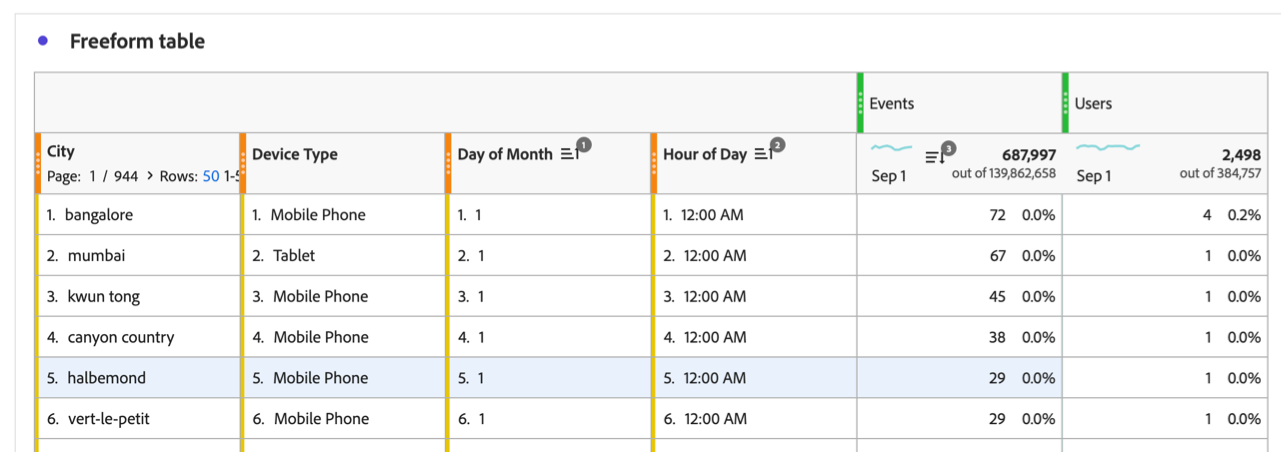 Freeform table
Events Users
City Device Type Day of Month 1 Hour of Day 2 3 687,997 2,498
Page: 1 / 944 > Rows: 50 1-5 Sep 1 out of 139,862,658 Sep 1 out of 384,757
1. bangalore 1. Mobile Phone 1. 1 1. 12:00 AM 72 0.0% 4 0.2%
2. mumbai 2. Tablet 2. 1 2. 12:00 AM 67 0.0% 1 0.0%
3. kwun tong 3. Mobile Phone 3. 1 3. 12:00 AM 45 0.0% 1 0.0%
4. canyon country 4. Mobile Phone 4. 1 4. 12:00 AM 38 0.0% 1 0.0%
5. halbemond 5. Mobile Phone 5. 1 5. 12:00 AM 29 0.0% 1 0.0%
6. vert-le-petit 6. Mobile Phone 6. 1 6. 12:00 AM 29 0.0% 1 0.0%